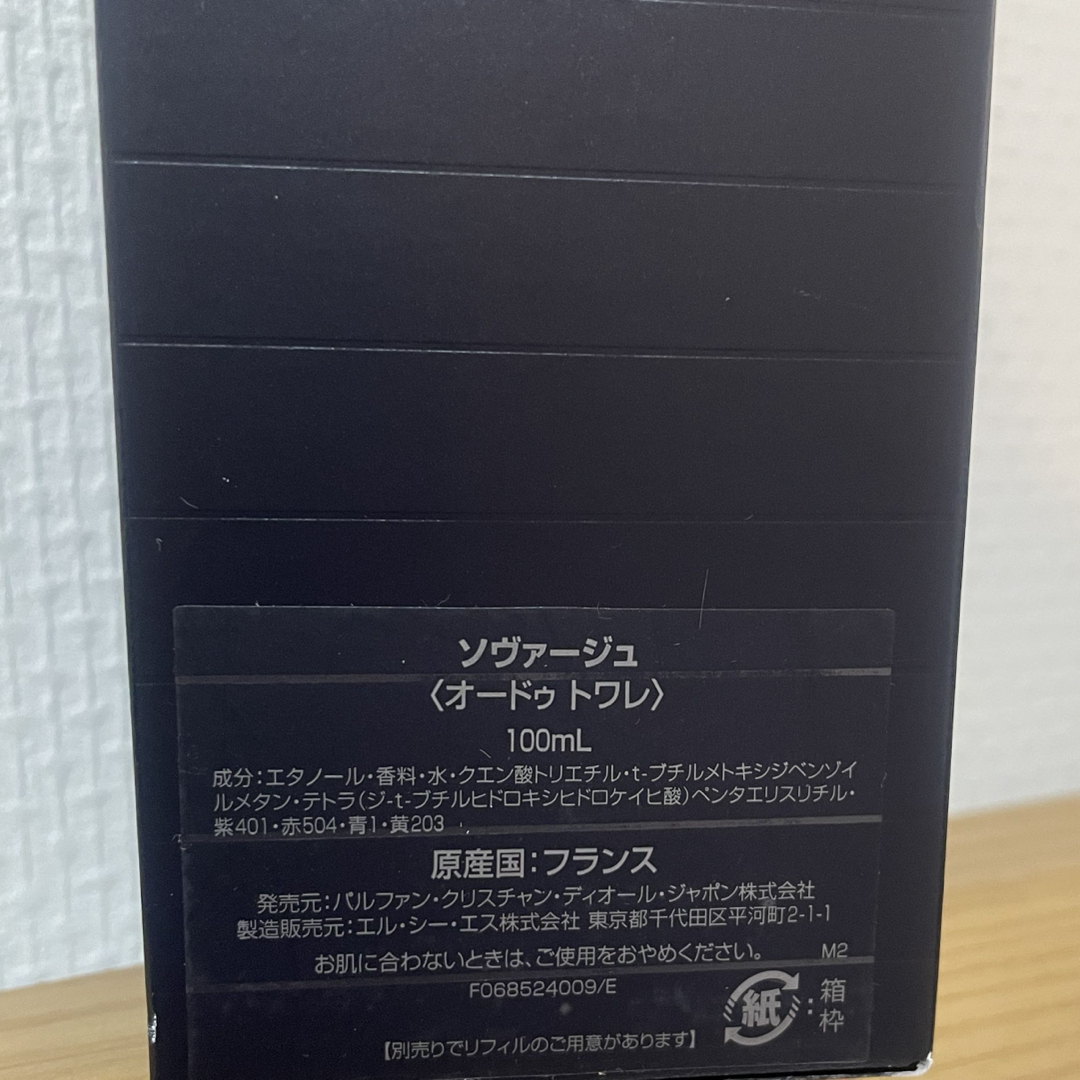 ソヴァージュ
〈オードゥ トワレ〉
100mL
成分：エタノール・香料・水・クエン酸トリエチル・t-ブチルメトキシジベンゾイ
ルメタン・テトラ(ジ-t-ブチルヒドロキシヒドロケイヒ酸)ペンタエリスリチル・
紫401・赤504・青1・黄203
原産国：フランス
発売元：パルファン・クリスチャン・ディオール・ジャポン株式会社
製造販売元：エル・シー・エス株式会社 東京都千代田区平河町2-1-1
お肌に合わないときは、ご使用をおやめください。 M2
F068524009/E
紙：箱
枠
【別売りでリフィルのご用意があります】